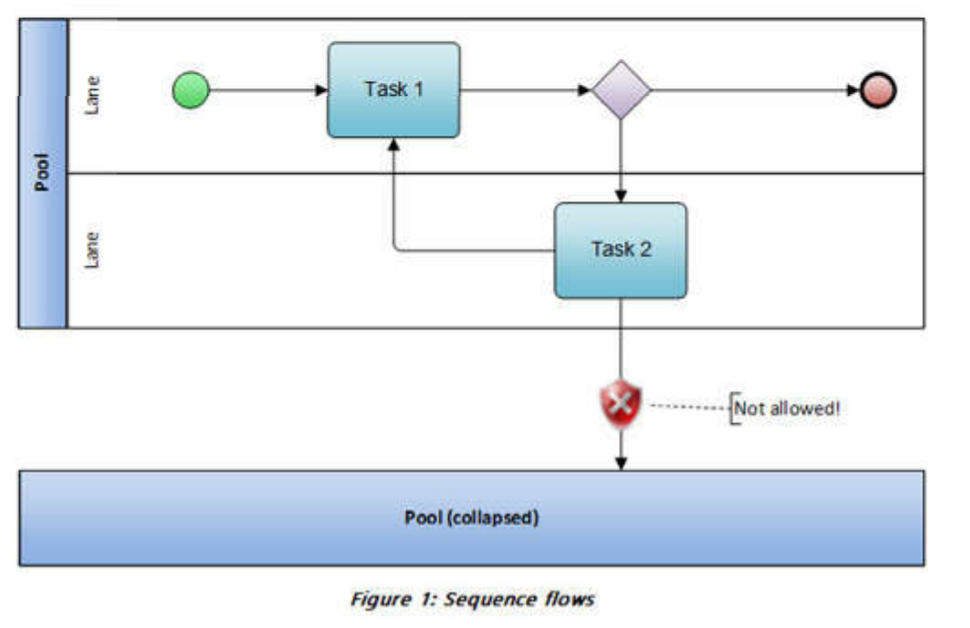 Pool
Lane
Task 1
Lane
Task 2
Not allowed!
Pool (collapsed)
Figure 1: Sequence flows